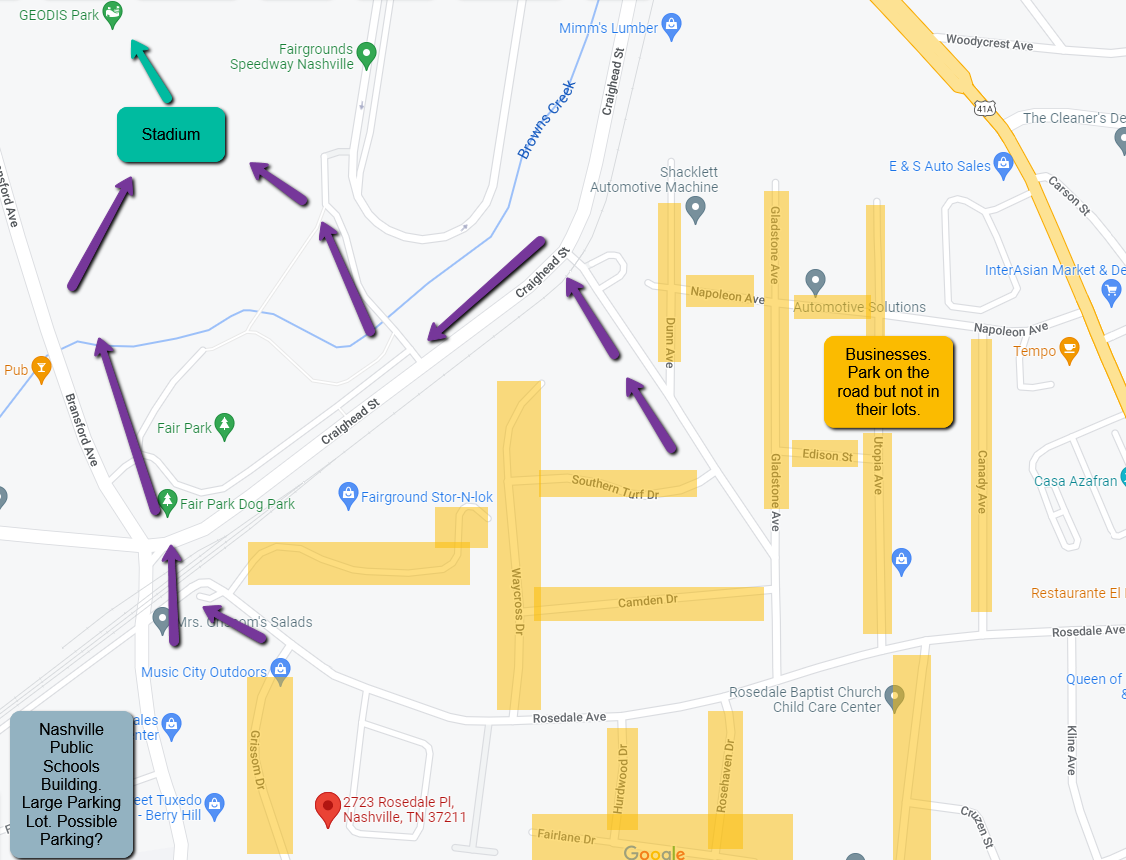 GEODIS Park
Mimm's Lumber
Woodycrest Ave
Fairgrounds
Speedway Nashville
Craighead St
41A
Browns Creek
The Cleaner's De
Stadium
E & S Auto Sales
Shacklett
Automotive Machine
Carson St
nsford Ave
Gladstone Ave
Craighead St
InterAsian Market & De
Napoleon Ave
Automotive Solutions
Napoleon Ave
Dunn Ave
Tempo
Businesses.
Park on the
road but not in
their lots.
Pub
Bransford Ave
Craighead St
Fair Park
Edison St
Utopia Ave
Gladstone Ave
Canady Ave
Casa Azafran
Southern Turf Dr
Fairground Stor-N-lok
Fair Park Dog Park
Waycross Dr
Camden Dr
Restaurante El
Mrs. Grissom's Salads
Rosedale Ave
Music City Outdoors
Queen of
&
Rosedale Baptist Church
Child Care Center
Rosedale Ave
Nashville
Public
Schools
Building.
Large Parking
Lot. Possible
Parking?
ales
nter
Grissom Dr
Kline Ave
Hurdwood Dr
Rosehaven Dr
eet Tuxedo
- Berry Hill
2723 Rosedale Pl,
Nashville, TN 37211
Cruzen St
Fairlane Dr
Google